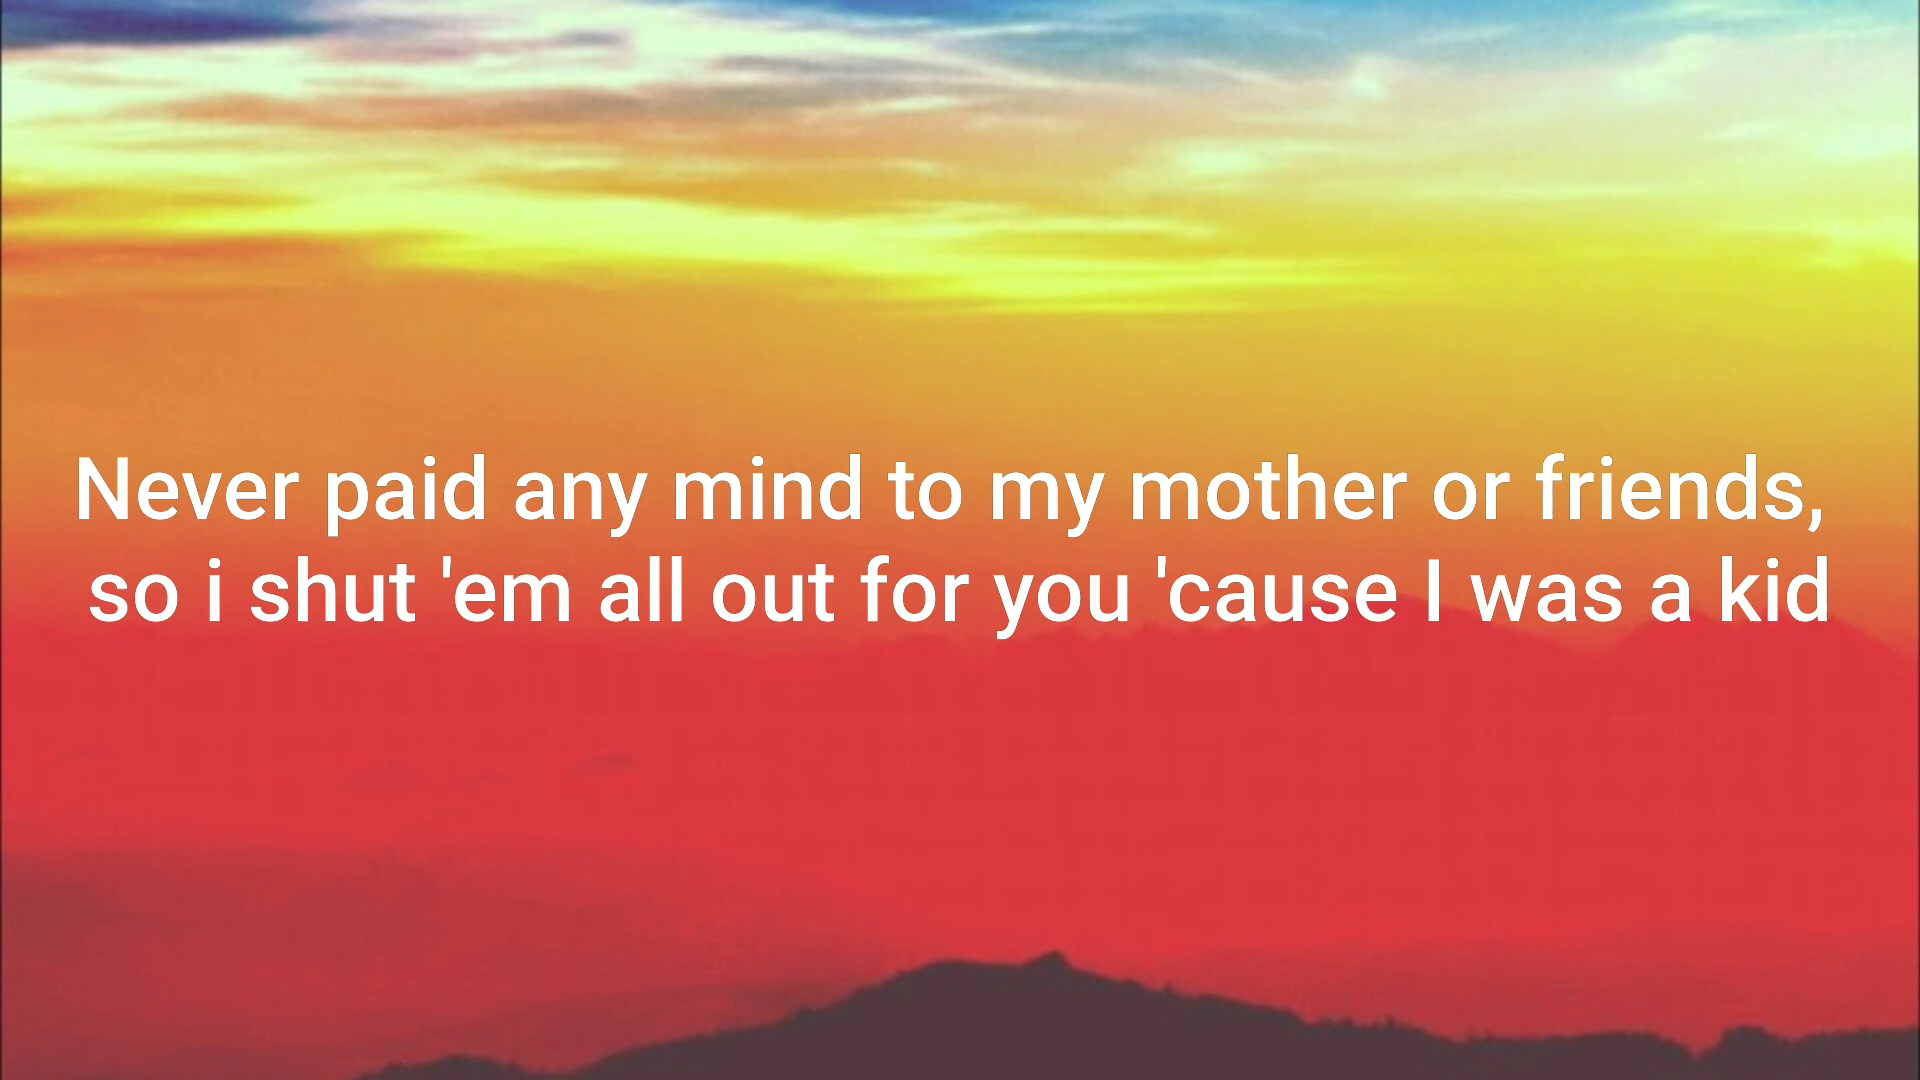 Never paid any mind to my mother or friends,
so i shut 'em all out for you 'cause I was a kid